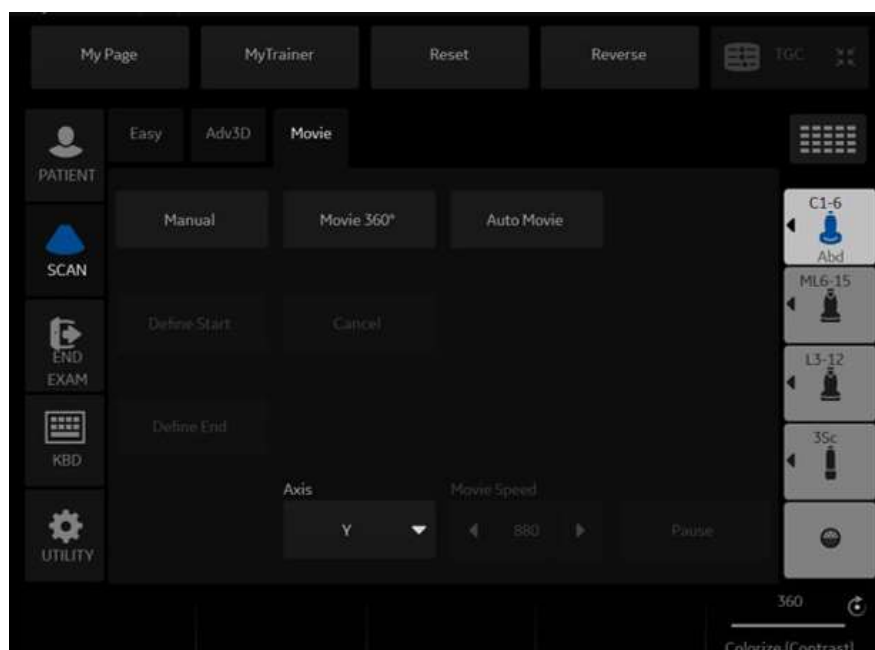 My Page
MyTrainer
Reset
Reverse
TGC
PATIENT
SCAN
END
EXAM
KBD
UTILITY
Easy
Adv3D
Movie
Manual
Movie 360°
Auto Movie
Define Start
Cancel
Define End
Axis
Movie Speed
Y
880
Pause
C1-6
Abd
ML6-15
L3-12
3Sc
360
Colorize [Contrast]